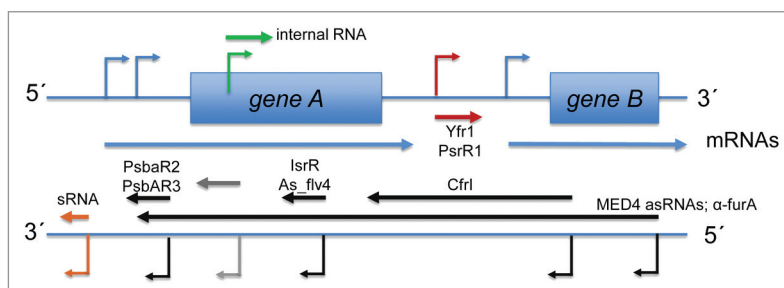 internal RNA
5´ gene A gene B 3´
Yfr1
PsrR1
mRNAs
PsbaR2 IsrR
sRNA PsbAR3 As_flv4 CfrI
MED4 asRNAs; α-furA
3´ 5´